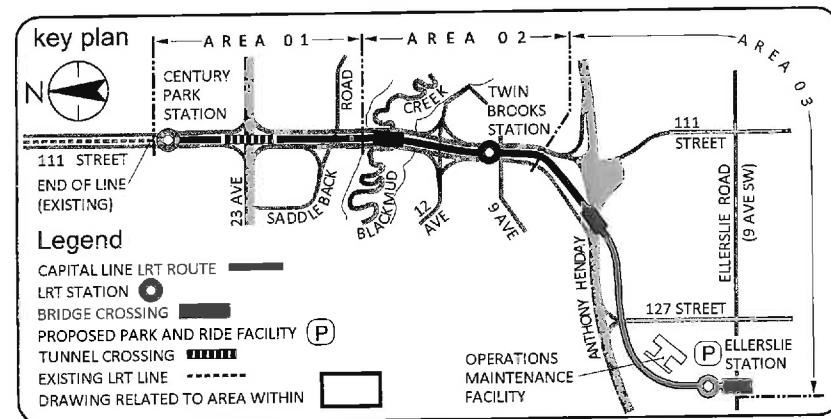 key plan
AREA 01
AREA 02
AREA 03
N
CENTURY
PARK
STATION
ROAD
CREEK
TWIN
BROOKS
STATION
111 STREET
111
STREET
END OF LINE
(EXISTING)
23 AVE
SADDLEBACK
BLACKMUD
12
AVE
9 AVE
ANTHONY HENDAY
ELLERSLIE ROAD
(9 AVE SW)
127 STREET
P
ELLERSLIE
STATION
OPERATIONS
MAINTENANCE
FACILITY
Legend
CAPITAL LINE LRT ROUTE
LRT STATION
BRIDGE CROSSING
PROPOSED PARK AND RIDE FACILITY P
TUNNEL CROSSING
EXISTING LRT LINE
DRAWING RELATED TO AREA WITHIN